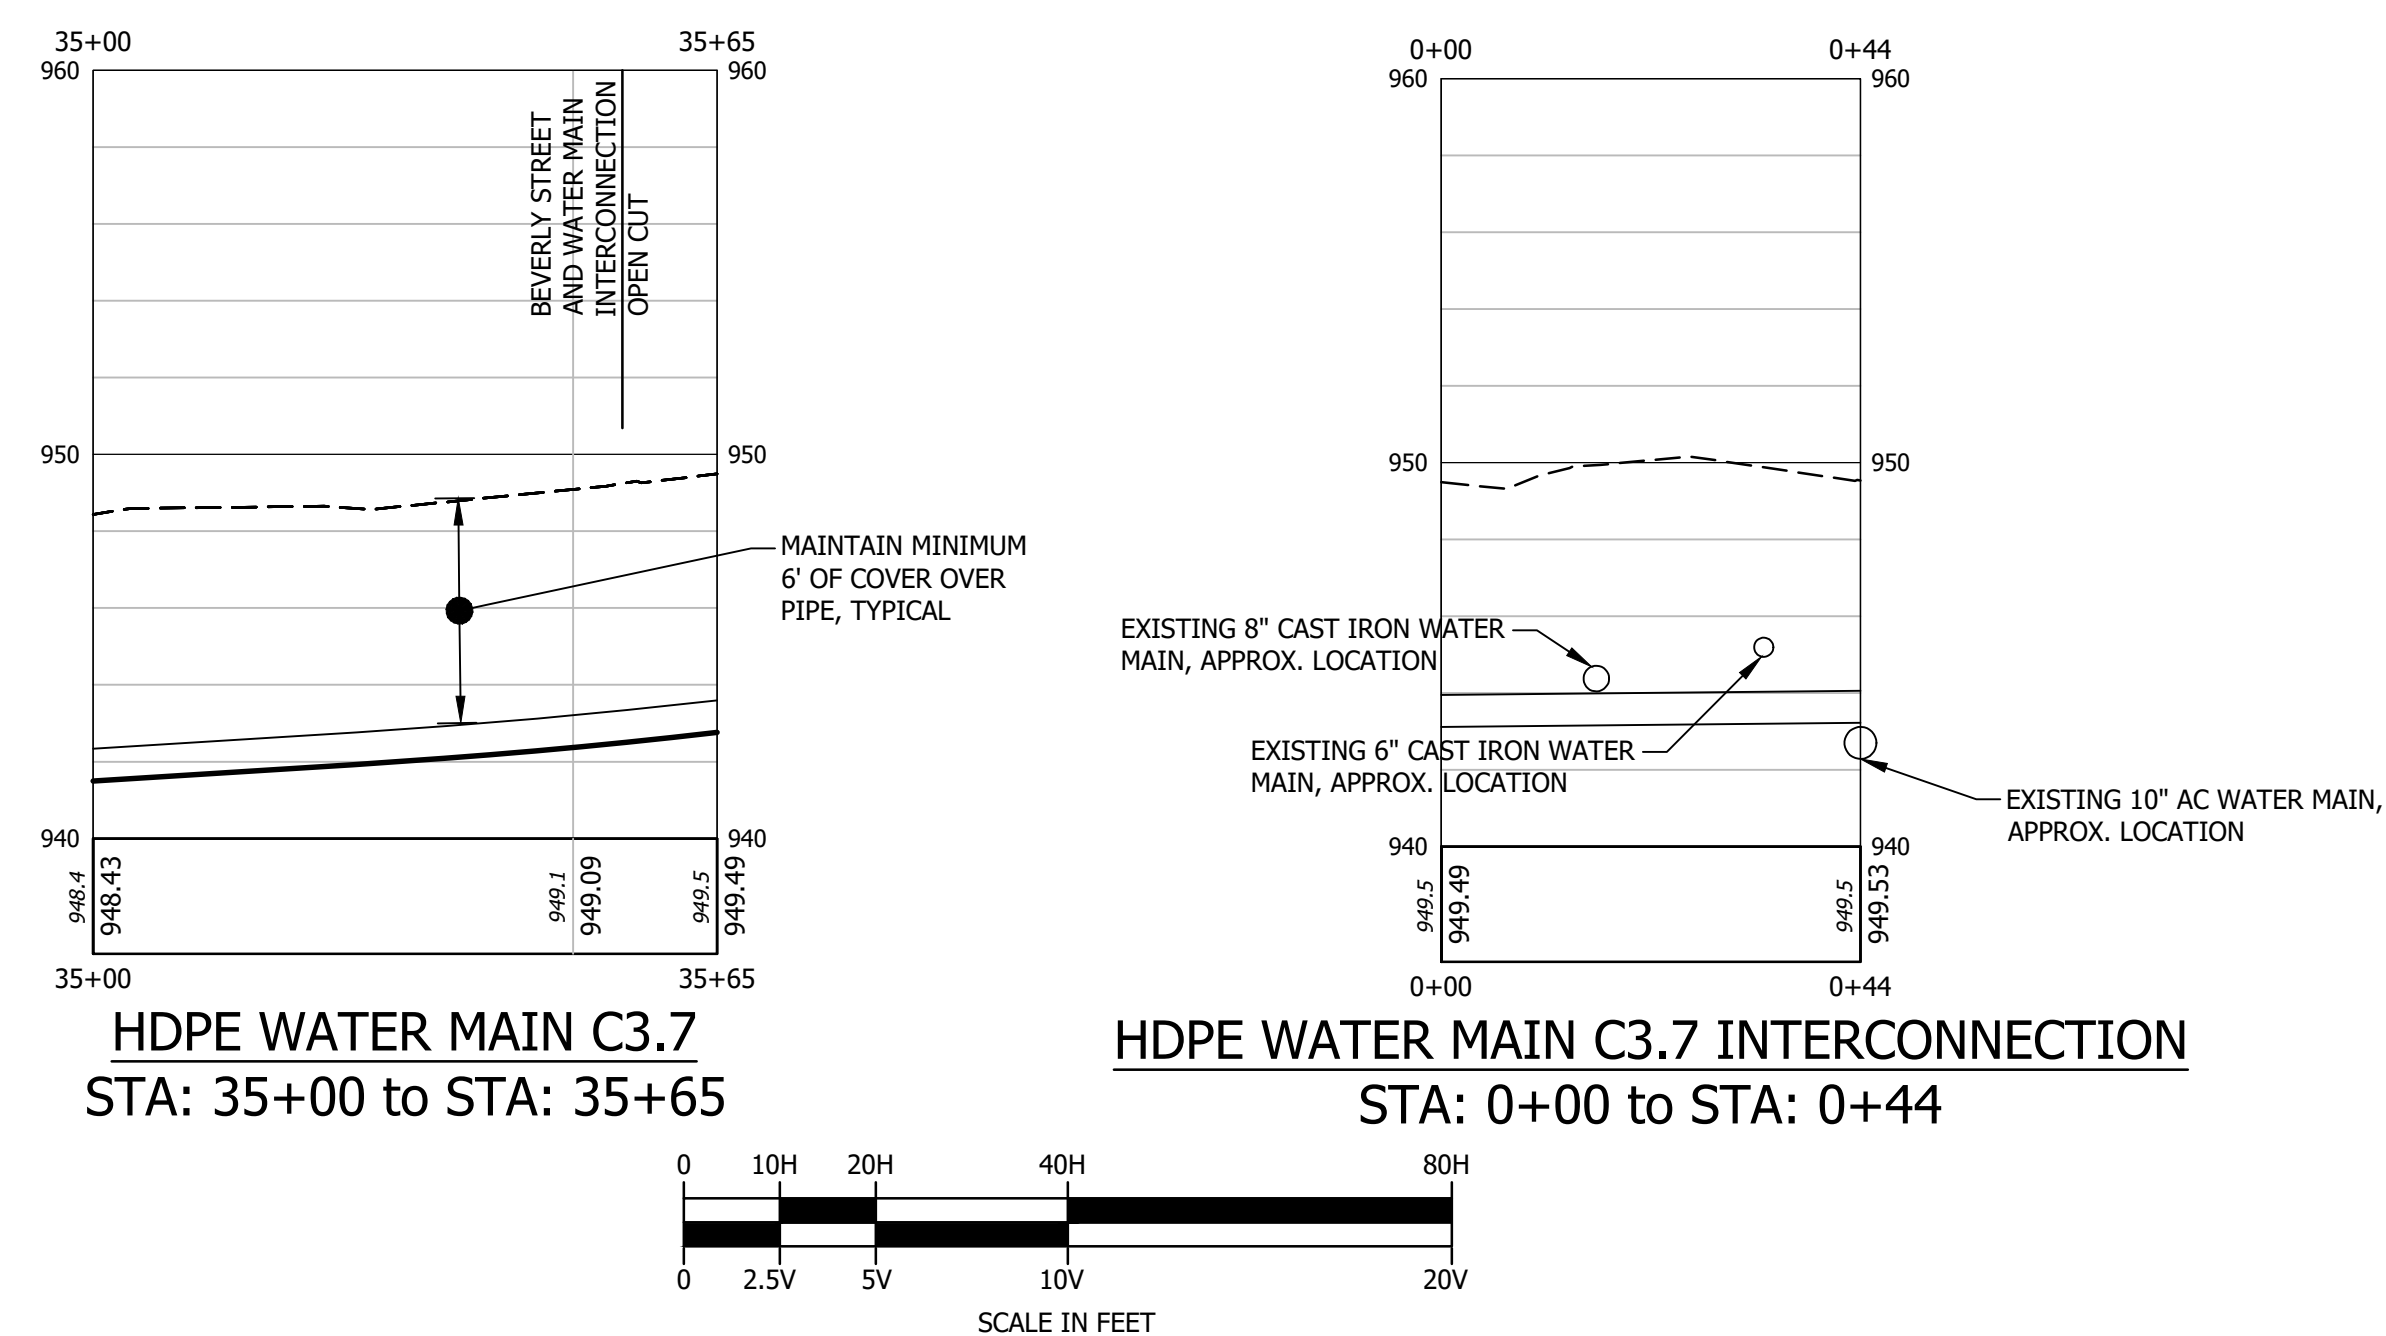 35+00
35+65
960
960
BEVERLY STREET
AND WATER MAIN
INTERCONNECTION
OPEN CUT
950
950
MAINTAIN MINIMUM
6' OF COVER OVER
PIPE, TYPICAL
940
940
948.4
948.43
949.1
949.09
949.5
949.49
35+00
35+65
HDPE WATER MAIN C3.7
STA: 35+00 to STA: 35+65
0+00
0+44
960
960
950
950
EXISTING 8" CAST IRON WATER
MAIN, APPROX. LOCATION
EXISTING 6" CAST IRON WATER
MAIN, APPROX. LOCATION
EXISTING 10" AC WATER MAIN,
APPROX. LOCATION
940
940
949.5
949.49
949.5
949.53
0+00
0+44
HDPE WATER MAIN C3.7 INTERCONNECTION
STA: 0+00 to STA: 0+44
0 10H 20H 40H 80H
0 2.5V 5V 10V 20V
SCALE IN FEET